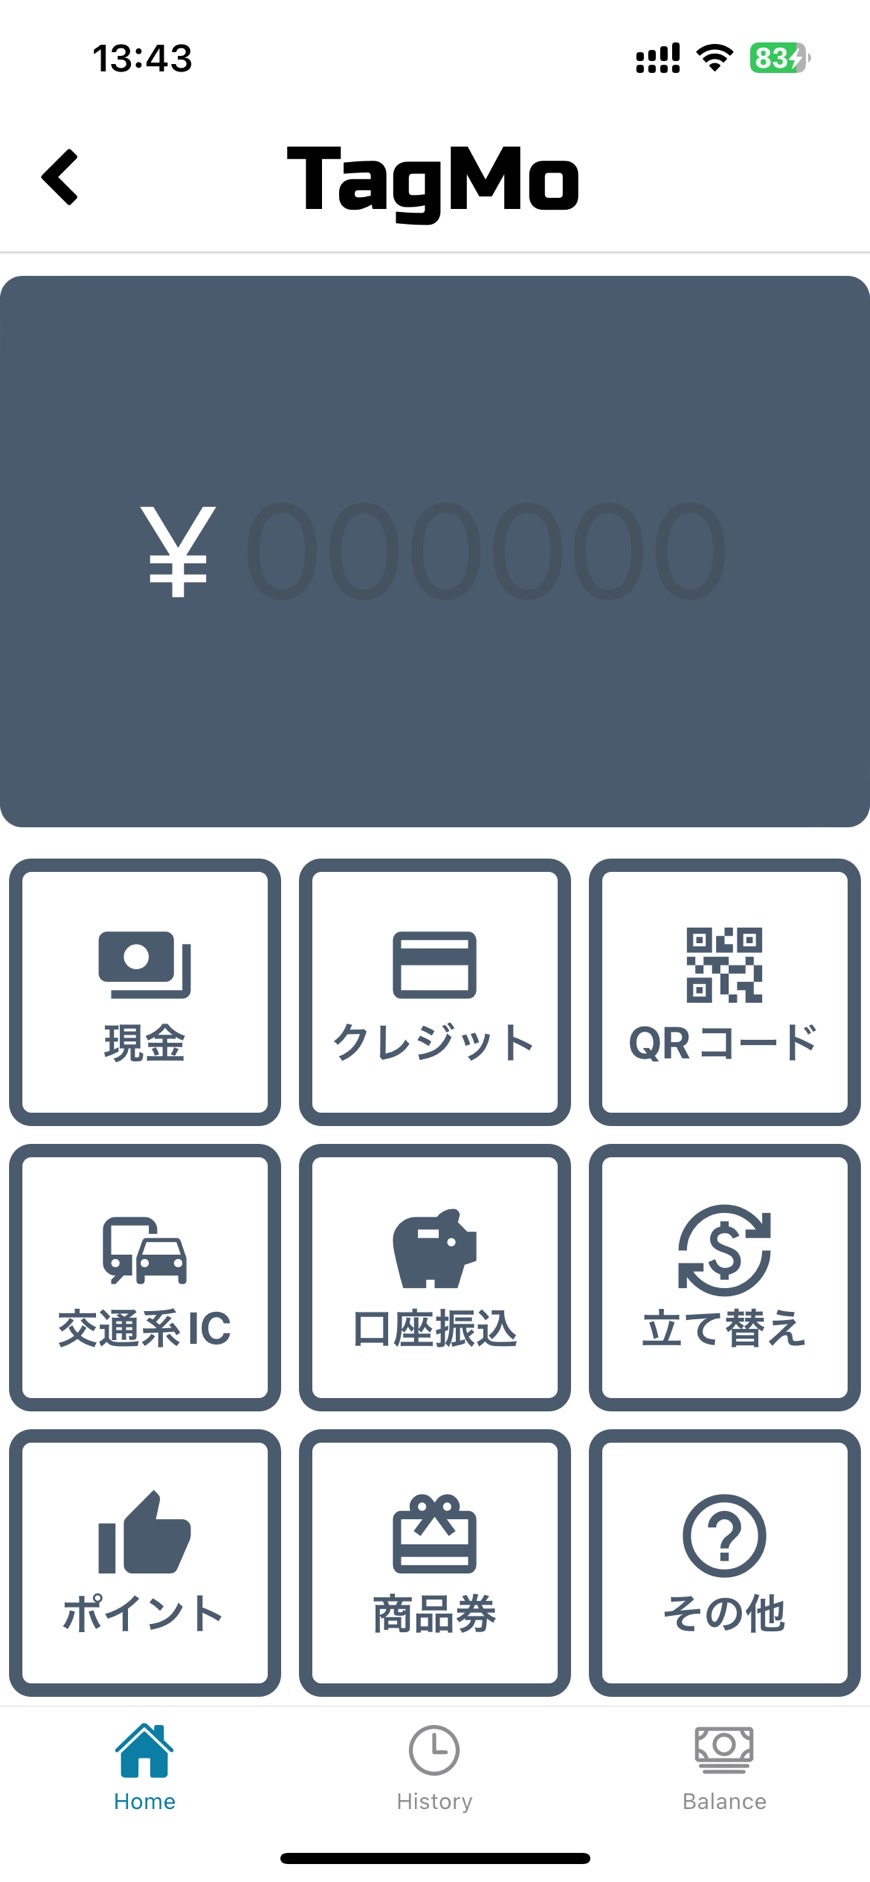 13:43
83
TagMo
¥ 000000
現金
クレジット
QRコード
交通系IC
口座振込
立て替え
ポイント
商品券
その他
Home
History
Balance